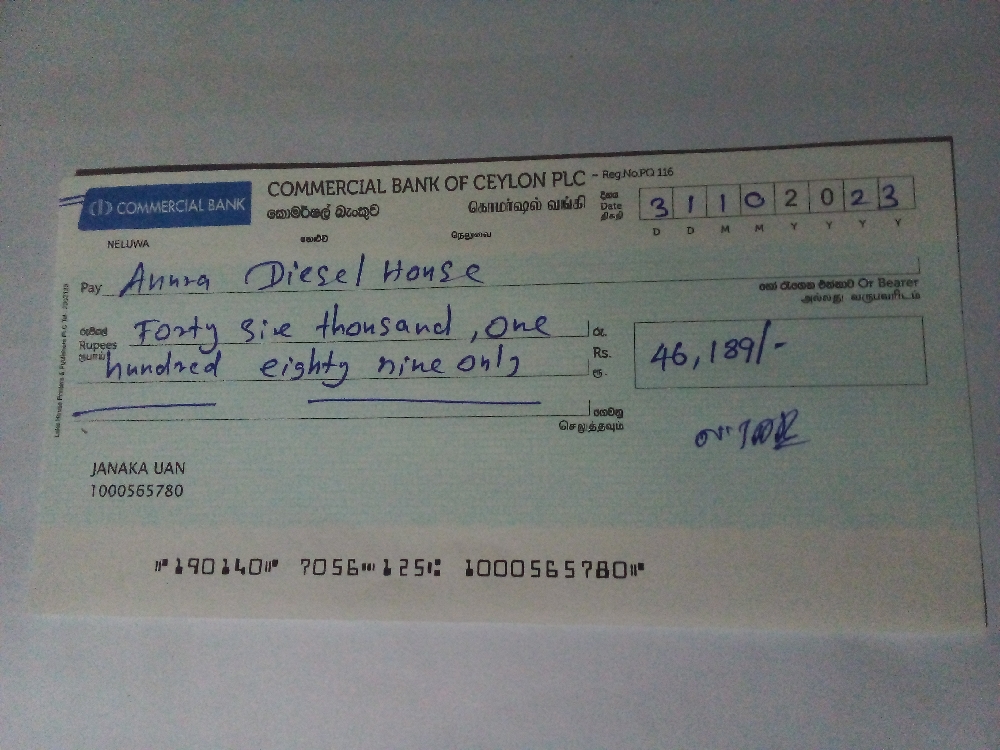 COMMERCIAL BANK
COMMERCIAL BANK OF CEYLON PLC - Reg.No.PQ 116
කොමර්ෂල් බැංකුව கொமர்ஷல் வங்கி
දිනය
Date
திகதி
3 1 1 0 2 0 2 3
D D M M Y Y Y Y
NELUWA නෙළුව நெலுவை
Pay Anura Diesel House
හෝ රැගෙන එන්නාට Or Bearer
அல்லது வருபவரிடம்
රුපියල්
Rupees
ரூபாய்
Forty Six thousand, one
hundred eighty nine only
රු.
Rs.
ரூ.
46,189/-
ගෙවනු
செலுத்தவும்
JANAKA UAN
1000565780
⑈190140⑈ 7056⑉125⑆ 1000565780⑈